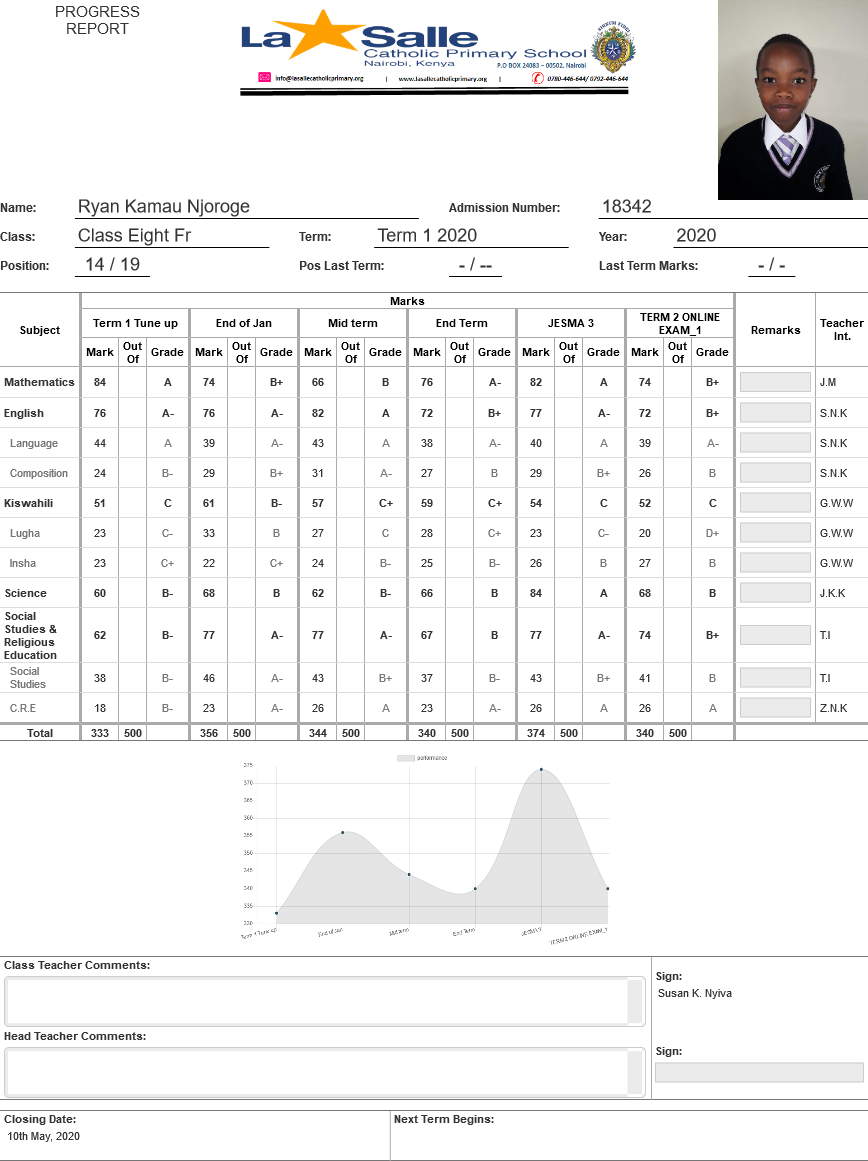 PROGRESS
REPORT
La Salle
Catholic Primary School
Nairobi, Kenya
P.O BOX 24083 – 00502. Nairobi
info@lasallecatholicprimary.org | www.lasallecatholicprimary.org | 0780-446-644/ 0792-446-644
Name: Ryan Kamau Njoroge Admission Number: 18342
Class: Class Eight Fr Term: Term 1 2020 Year: 2020
Position: 14 / 19 Pos Last Term: - / -- Last Term Marks: - / -
Marks
Subject Term 1 Tune up End of Jan Mid term End Term JESMA 3 TERM 2 ONLINE EXAM_1 Remarks Teacher Int.
Mark Out Of Grade Mark Out Of Grade Mark Out Of Grade Mark Out Of Grade Mark Out Of Grade Mark Out Of Grade
Mathematics 84 A 74 B+ 66 B 76 A- 82 A 74 B+ J.M
English 76 A- 76 A- 82 A 72 B+ 77 A- 72 B+ S.N.K
Language 44 A 39 A- 43 A 38 A- 40 A 39 A- S.N.K
Composition 24 B- 29 B+ 31 A- 27 B 29 B+ 26 B S.N.K
Kiswahili 51 C 61 B- 57 C+ 59 C+ 54 C 52 C G.W.W
Lugha 23 C- 33 B 27 C 28 C+ 23 C- 20 D+ G.W.W
Insha 23 C+ 22 C+ 24 B- 25 B- 26 B 27 B G.W.W
Science 60 B- 68 B 62 B- 66 B 84 A 68 B J.K.K
Social Studies & Religious Education 62 B- 77 A- 77 A- 67 B 77 A- 74 B+ T.I
Social Studies 38 B- 46 A- 43 B+ 37 B- 43 B+ 41 B T.I
C.R.E 18 B- 23 A- 26 A 23 A- 26 A 26 A Z.N.K
Total 333 500 356 500 344 500 340 500 374 500 340 500
performance
375
370
365
360
355
350
345
340
335
330
Term 1 Tune up End of Jan Mid term End Term JESMA 3 TERM 2 ONLINE EXAM_1
Class Teacher Comments:
Sign:
Susan K. Nyiva
Head Teacher Comments:
Sign:
Closing Date: Next Term Begins:
10th May, 2020